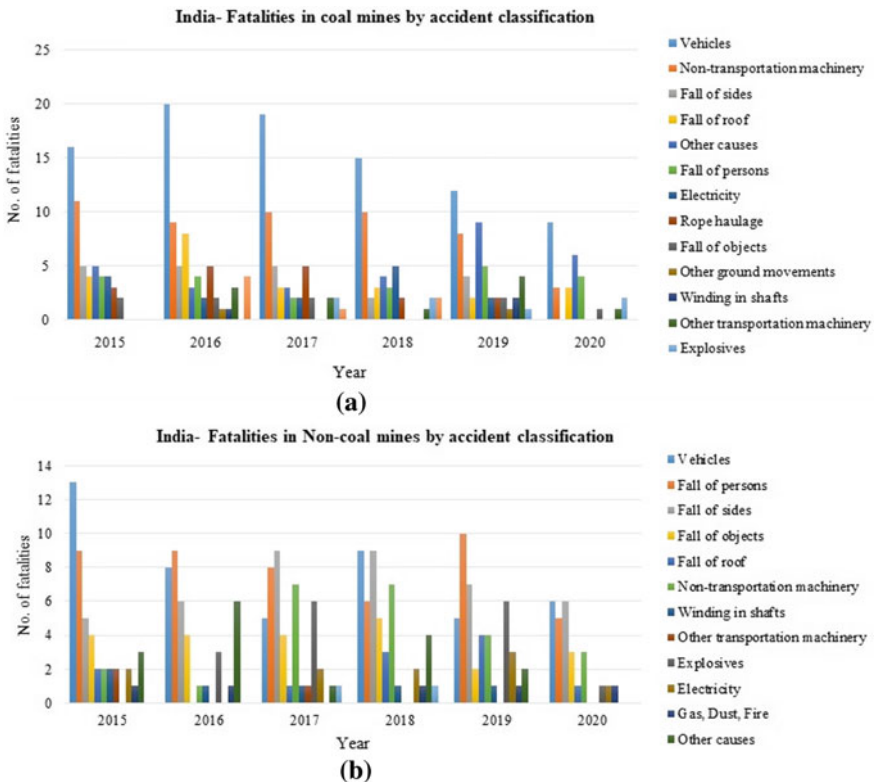 India- Fatalities in coal mines by accident classification
No. of fatalities
25
20
15
10
5
0
2015 2016 2017 2018 2019 2020
Year
Vehicles
Non-transportation machinery
Fall of sides
Fall of roof
Other causes
Fall of persons
Electricity
Rope haulage
Fall of objects
Other ground movements
Winding in shafts
Other transportation machinery
Explosives
(a)
India- Fatalities in Non-coal mines by accident classification
No. of fatalities
14
12
10
8
6
4
2
0
2015 2016 2017 2018 2019 2020
Year
Vehicles
Fall of persons
Fall of sides
Fall of objects
Fall of roof
Non-transportation machinery
Winding in shafts
Other transportation machinery
Explosives
Electricity
Gas, Dust, Fire
Other causes
(b)